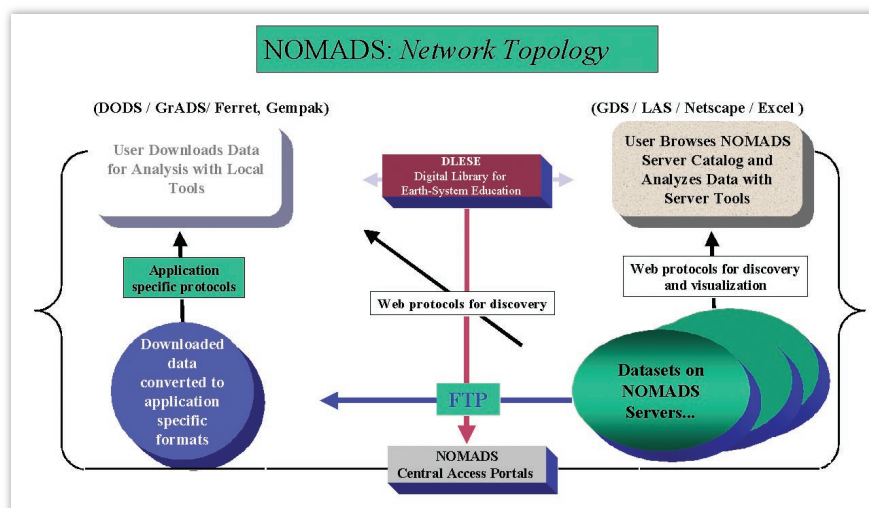 NOMADS: Network Topology
(DODS / GrADS/ Ferret, Gempak)
User Downloads Data
for Analysis with Local
Tools
DLESE
Digital Library for
Earth-System Education
(GDS / LAS / Netscape / Excel )
User Browses NOMADS
Server Catalog and
Analyzes Data with
Server Tools
Application
specific protocols
Web protocols for discovery
Web protocols for discovery
and visualization
Downloaded
data
converted to
application
specific
formats
FTP
Datasets on
NOMADS
Servers...
NOMADS
Central Access Portals